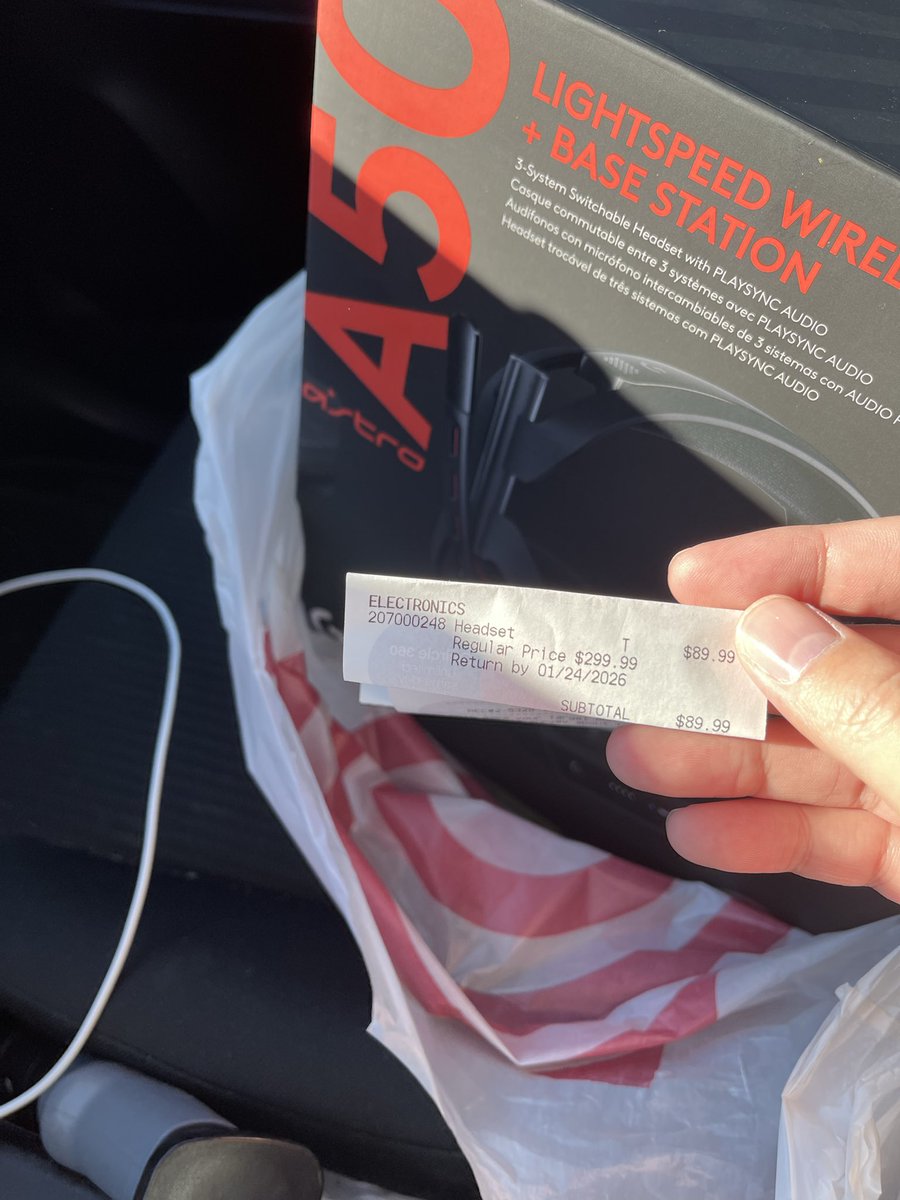 A50
astro
LIGHTSPEED
+ BASE STATION
3-System Switchable Headset with PLAYSYNC AUDIO
Casque commutable entre 3 systèmes avec PLAYSYNC AUDIO
Audífonos con micrófono intercambiables de 3 sistemas con AUDIO
Headset trocável de três sistemas com PLAYSYNC AUDIO
ELECTRONICS
207000248 Headset T $89.99
Regular Price $299.99
Return by 01/24/2026
SUBTOTAL $89.99